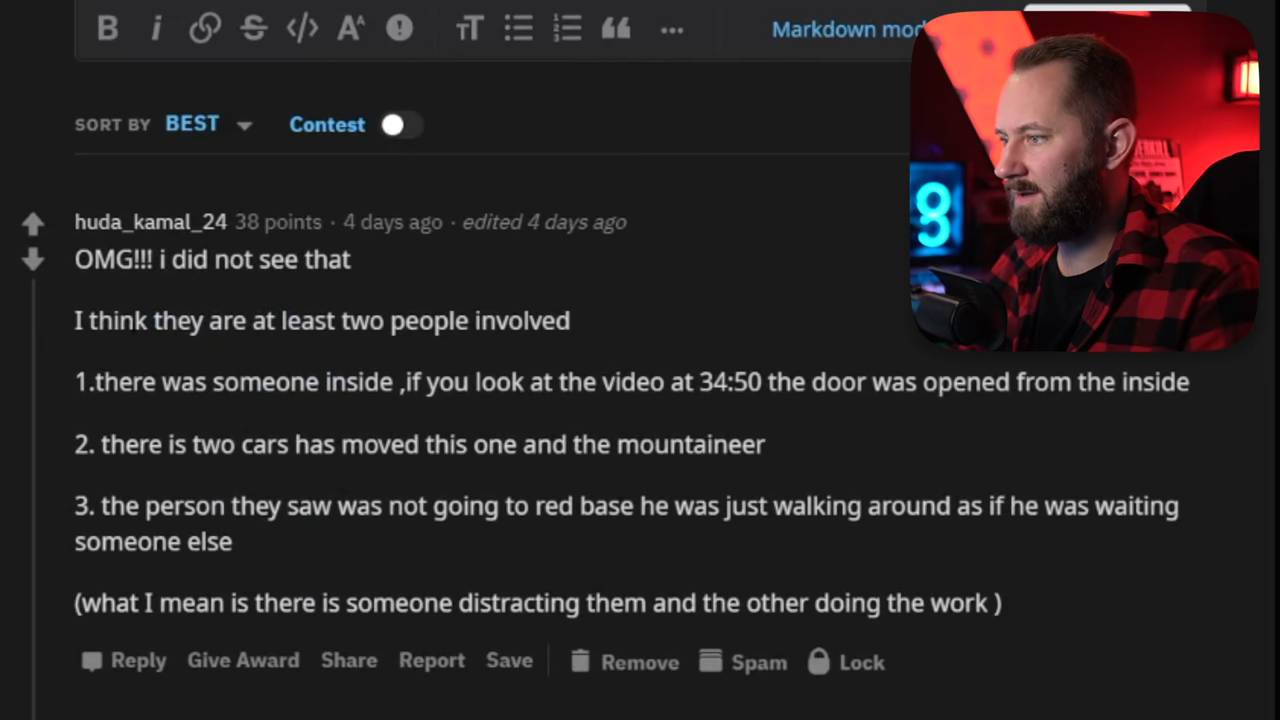 B i S </> A A TT ...
Markdown mod
SORT BY BEST Contest
huda_kamal_24 38 points · 4 days ago · edited 4 days ago
OMG!!! i did not see that
I think they are at least two people involved
1.there was someone inside ,if you look at the video at 34:50 the door was opened from the inside
2. there is two cars has moved this one and the mountaineer
3. the person they saw was not going to red base he was just walking around as if he was waiting
someone else
(what I mean is there is someone distracting them and the other doing the work )
Reply Give Award Share Report Save Remove Spam Lock